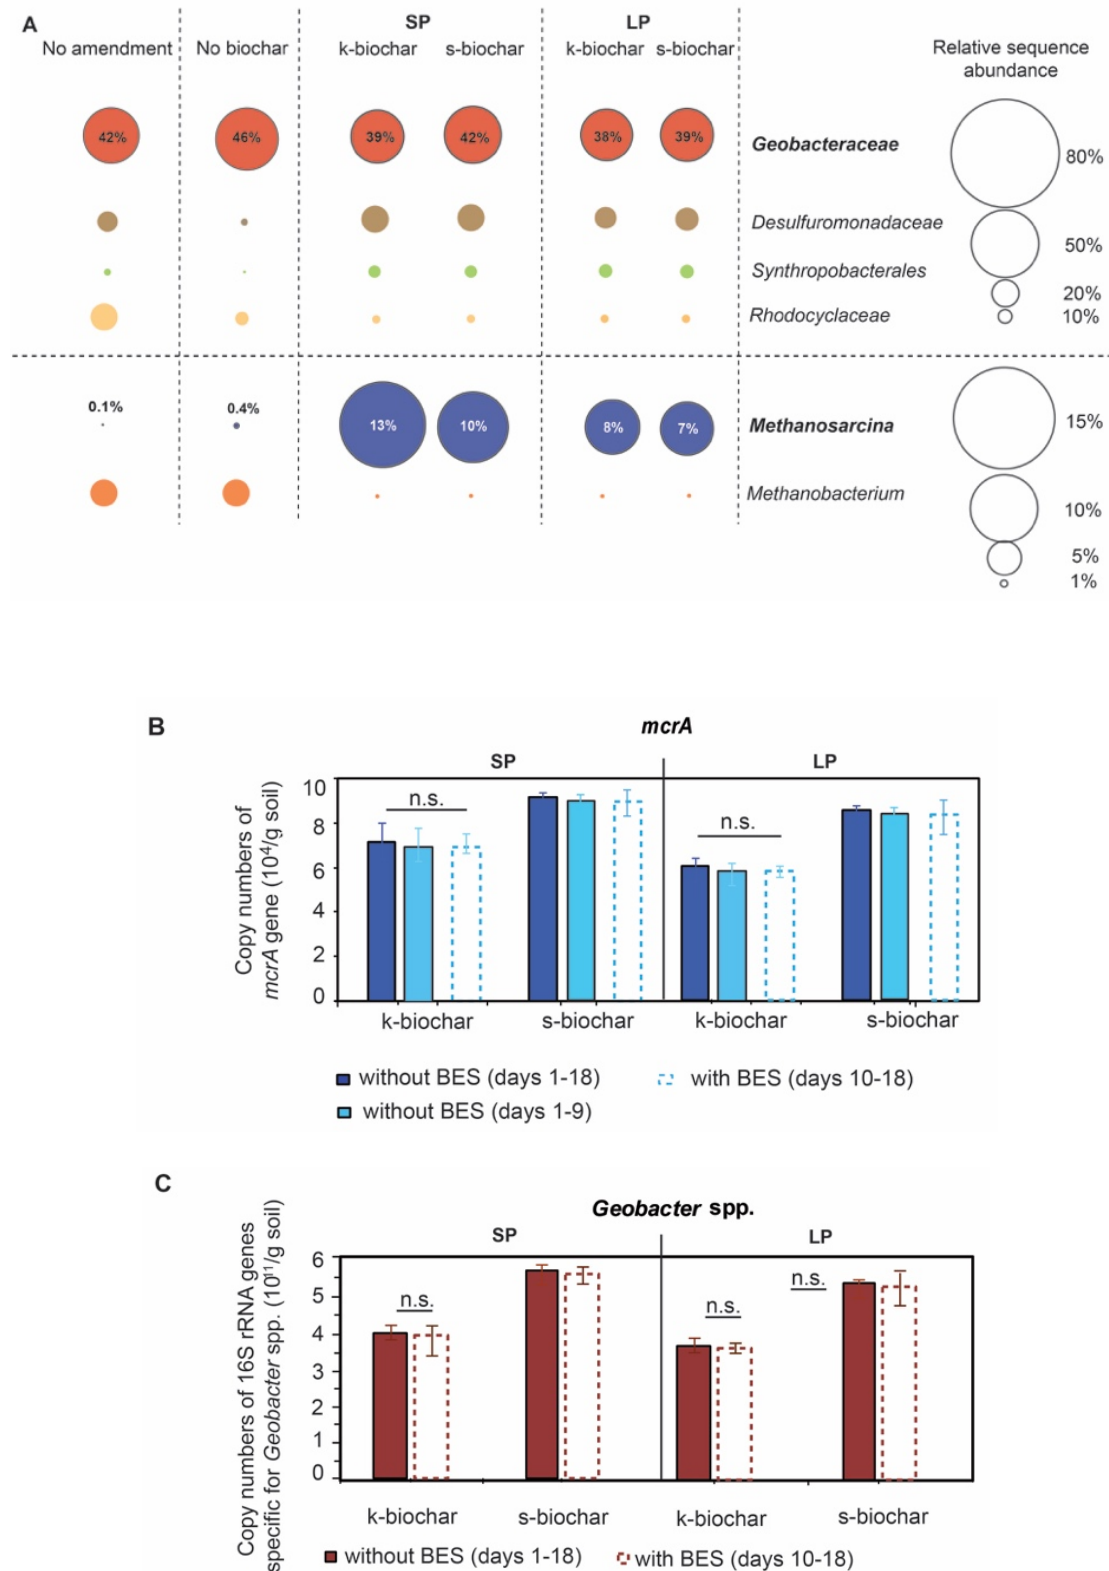 A
SP
LP
No amendment
No biochar
k-biochar
s-biochar
k-biochar
s-biochar
Relative sequence
abundance
42%
46%
39%
42%
38%
39%
Geobacteraceae
80%
Desulfuromonadaceae
50%
Synthropobacterales
20%
Rhodocyclaceae
10%
0.1%
0.4%
13%
10%
8%
7%
Methanosarcina
15%
Methanobacterium
10%
5%
1%
B
mcrA
SP
LP
Copy numbers of
mcrA gene (10⁴/g soil)
10
8
6
4
2
0
n.s.
n.s.
k-biochar
s-biochar
k-biochar
s-biochar
without BES (days 1-18)
with BES (days 10-18)
without BES (days 1-9)
C
Geobacter spp.
SP
LP
Copy numbers of 16S rRNA genes
specific for Geobacter spp. (10¹¹/g soil)
6
5
4
3
2
1
0
n.s.
n.s.
n.s.
k-biochar
s-biochar
k-biochar
s-biochar
without BES (days 1-18)
with BES (days 10-18)